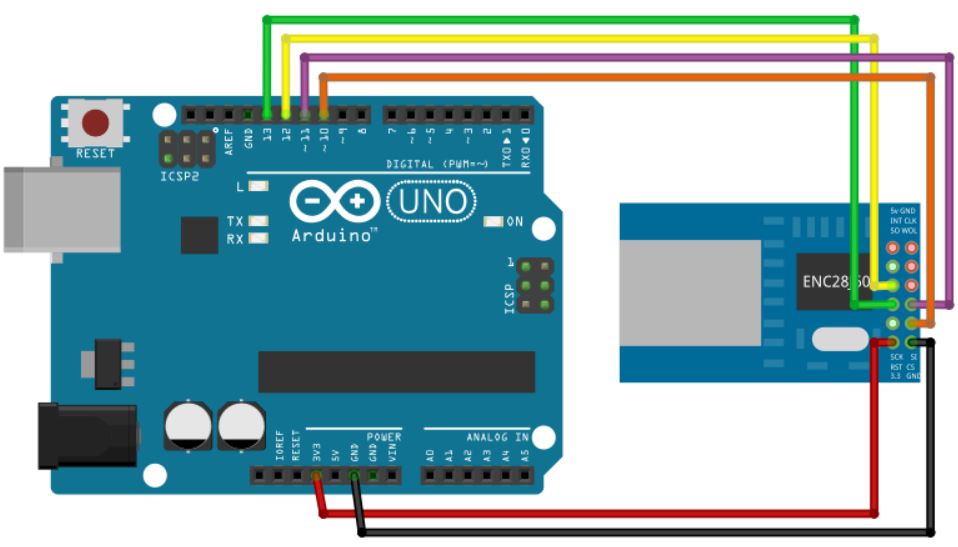 RESET
ICSP2
AREF
GND
13
12
~11
~10
~9
8
7
~6
~5
4
~3
2
TX0▶1
RX0◀0
DIGITAL (PWM=~)
L
TX
RX
Arduino™
UNO
ON
1
ICSP
5v GND
INT CLK
SO WOL
ENC28J60
SCK SI
RST CS
3.3 GND
IOREF
RESET
3V3
5V
GND
GND
VIN
POWER
ANALOG IN
A0
A1
A2
A3
A4
A5